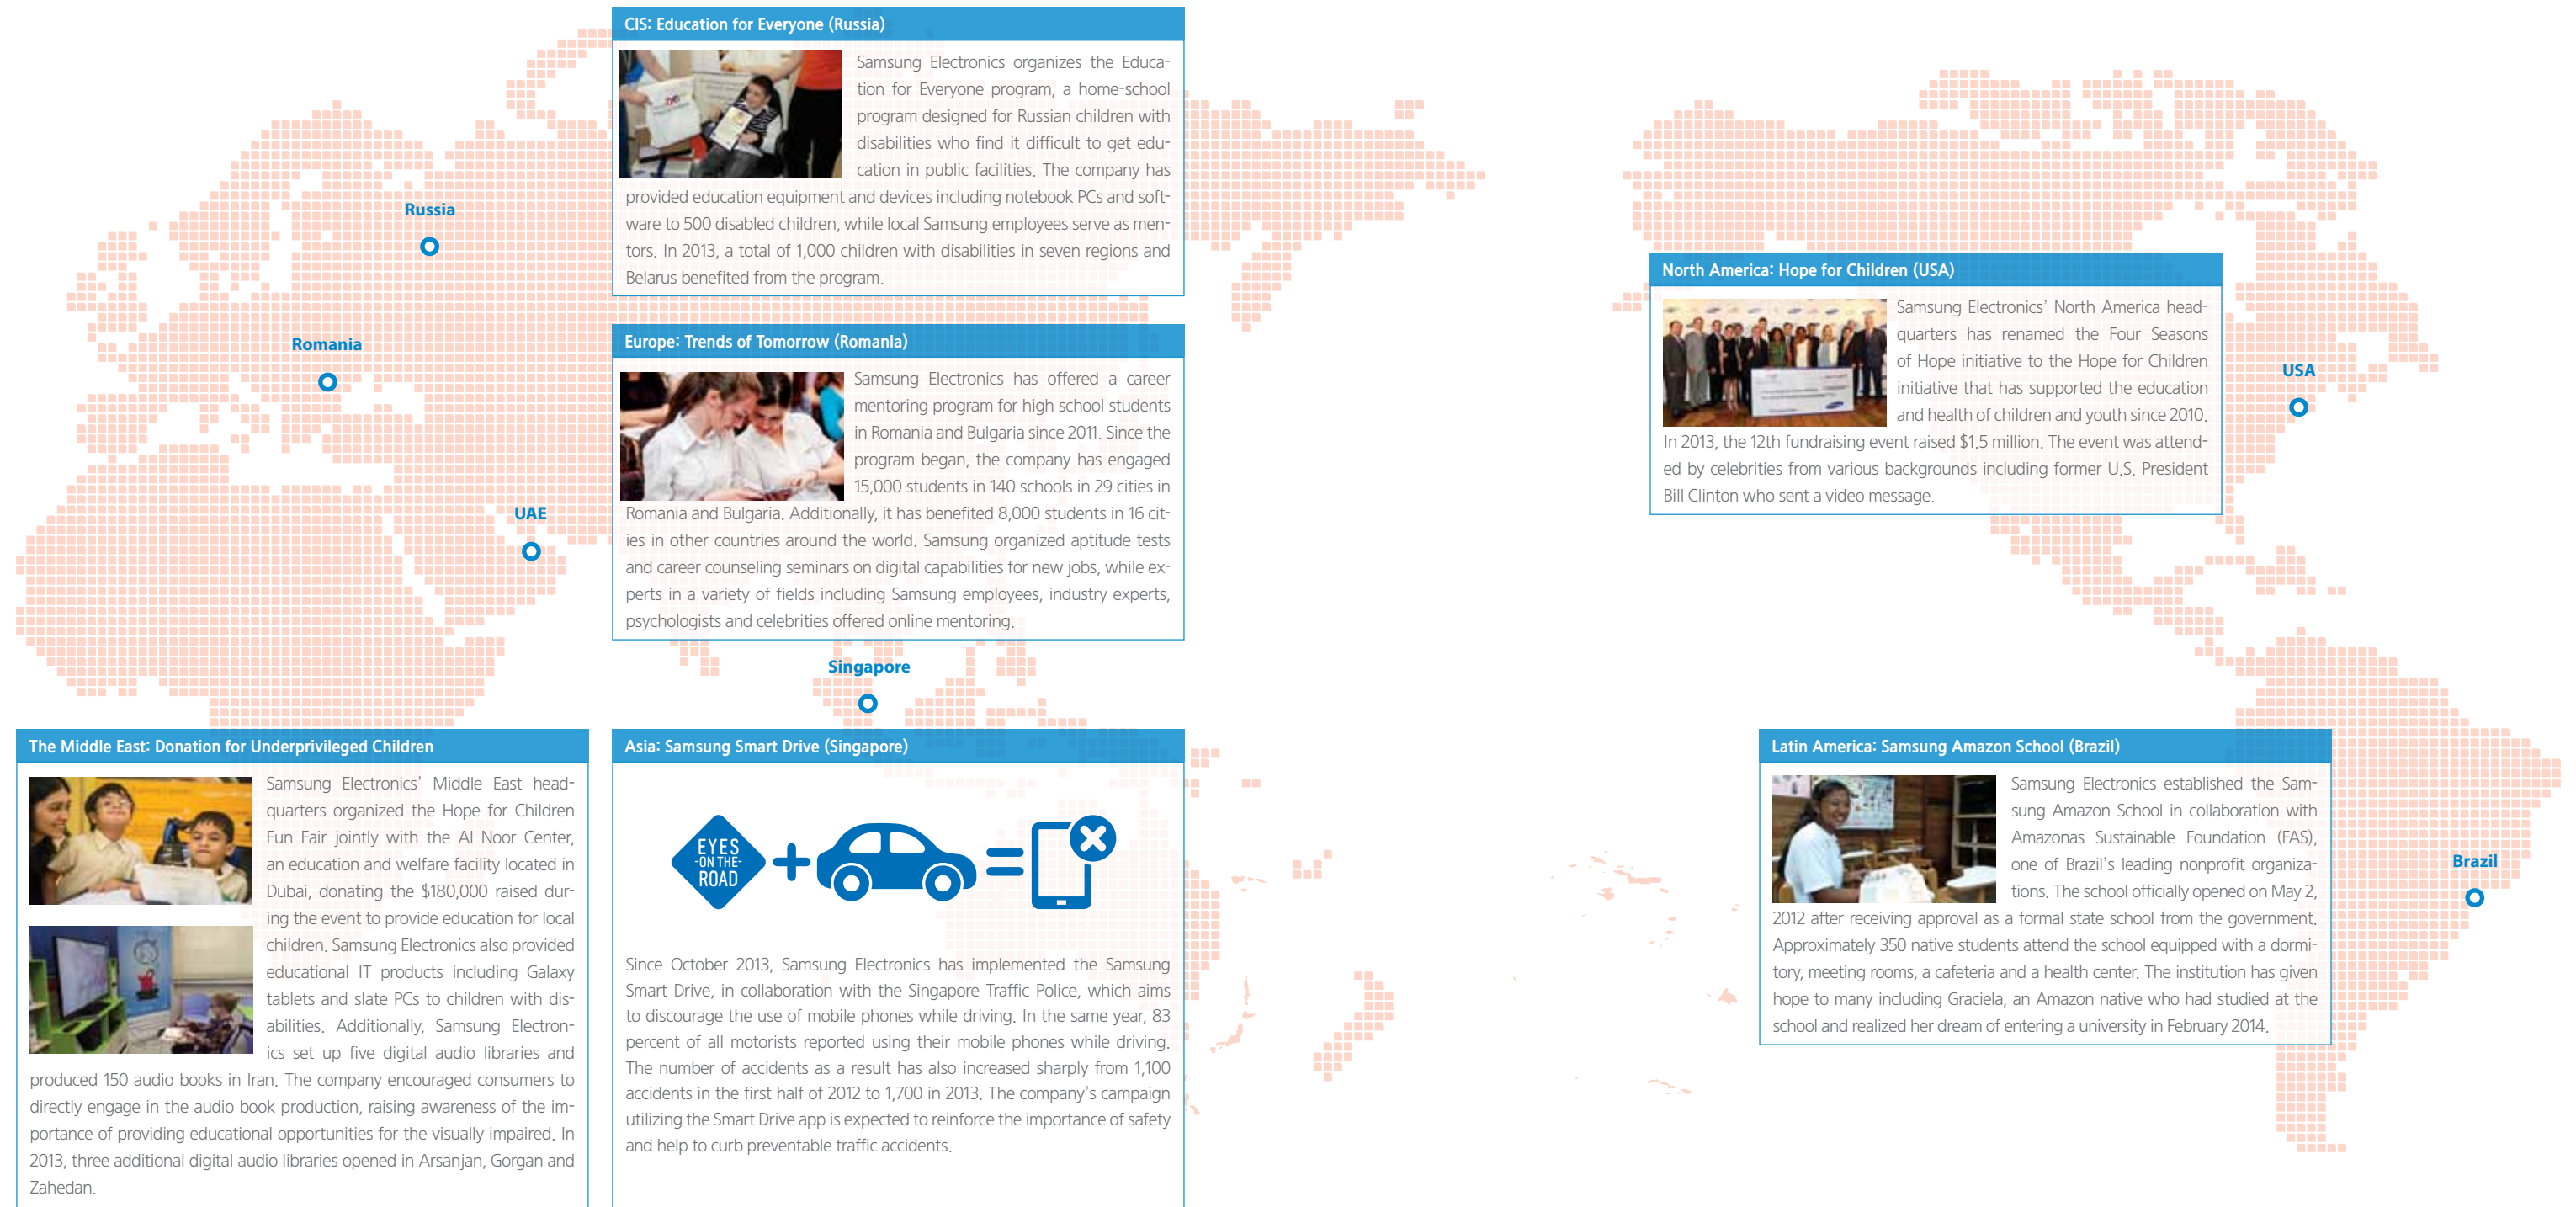 CIS: Education for Everyone (Russia)
Samsung Electronics organizes the Educa-
tion for Everyone program, a home-school
program designed for Russian children with
disabilities who find it difficult to get edu-
cation in public facilities. The company has
provided education equipment and devices including notebook PCs and soft-
ware to 500 disabled children, while local Samsung employees serve as men-
tors. In 2013, a total of 1,000 children with disabilities in seven regions and
Belarus benefited from the program.
Russia
Romania
UAE
Europe: Trends of Tomorrow (Romania)
Samsung Electronics has offered a career
mentoring program for high school students
in Romania and Bulgaria since 2011. Since the
program began, the company has engaged
15,000 students in 140 schools in 29 cities in
Romania and Bulgaria. Additionally, it has benefited 8,000 students in 16 cit-
ies in other countries around the world. Samsung organized aptitude tests
and career counseling seminars on digital capabilities for new jobs, while ex-
perts in a variety of fields including Samsung employees, industry experts,
psychologists and celebrities offered online mentoring.
North America: Hope for Children (USA)
Samsung Electronics' North America head-
quarters has renamed the Four Seasons
of Hope initiative to the Hope for Children
initiative that has supported the education
and health of children and youth since 2010.
In 2013, the 12th fundraising event raised $1.5 million. The event was attend-
ed by celebrities from various backgrounds including former U.S. President
Bill Clinton who sent a video message.
USA
Singapore
The Middle East: Donation for Underprivileged Children
Samsung Electronics' Middle East head-
quarters organized the Hope for Children
Fun Fair jointly with the Al Noor Center,
an education and welfare facility located in
Dubai, donating the $180,000 raised dur-
ing the event to provide education for local
children. Samsung Electronics also provided
educational IT products including Galaxy
tablets and slate PCs to children with dis-
abilities. Additionally, Samsung Electron-
ics set up five digital audio libraries and
produced 150 audio books in Iran. The company encouraged consumers to
directly engage in the audio book production, raising awareness of the im-
portance of providing educational opportunities for the visually impaired. In
2013, three additional digital audio libraries opened in Arsanjan, Gorgan and
Zahedan.
Asia: Samsung Smart Drive (Singapore)
EYES
-ON THE-
ROAD
Since October 2013, Samsung Electronics has implemented the Samsung
Smart Drive, in collaboration with the Singapore Traffic Police, which aims
to discourage the use of mobile phones while driving. In the same year, 83
percent of all motorists reported using their mobile phones while driving.
The number of accidents as a result has also increased sharply from 1,100
accidents in the first half of 2012 to 1,700 in 2013. The company's campaign
utilizing the Smart Drive app is expected to reinforce the importance of safety
and help to curb preventable traffic accidents.
Latin America: Samsung Amazon School (Brazil)
Samsung Electronics established the Sam-
sung Amazon School in collaboration with
Amazonas Sustainable Foundation (FAS),
one of Brazil's leading nonprofit organiza-
tions. The school officially opened on May 2,
2012 after receiving approval as a formal state school from the government.
Approximately 350 native students attend the school equipped with a dormi-
tory, meeting rooms, a cafeteria and a health center. The institution has given
hope to many including Graciela, an Amazon native who had studied at the
school and realized her dream of entering a university in February 2014.
Brazil